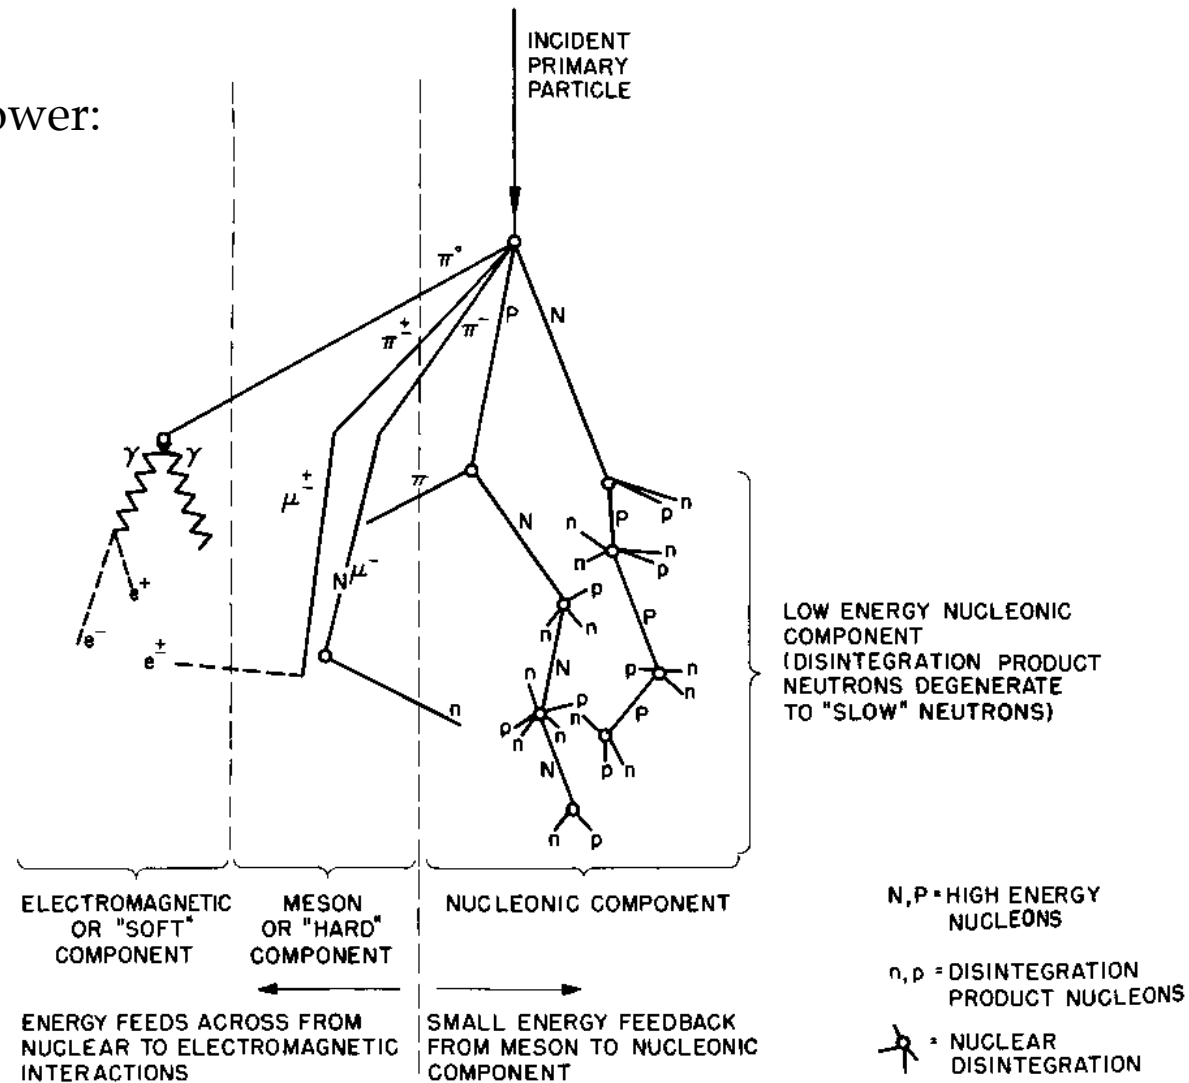 ower:
INCIDENT
PRIMARY
PARTICLE
π°
π±
π⁻
P
N
γ
γ
μ±
π
n
p
N
P
n
n
p
n
N μ⁻
e⁺
p
n
n
P
e⁻
e±
N
n
p
n
n
p
n
p
n
n
P
n
p
n
N
p
n
n
p
LOW ENERGY NUCLEONIC
COMPONENT
(DISINTEGRATION PRODUCT
NEUTRONS DEGENERATE
TO "SLOW" NEUTRONS)
ELECTROMAGNETIC
OR "SOFT"
COMPONENT
MESON
OR "HARD"
COMPONENT
NUCLEONIC COMPONENT
ENERGY FEEDS ACROSS FROM
NUCLEAR TO ELECTROMAGNETIC
INTERACTIONS
SMALL ENERGY FEEDBACK
FROM MESON TO NUCLEONIC
COMPONENT
N,P = HIGH ENERGY
NUCLEONS
n,p = DISINTEGRATION
PRODUCT NUCLEONS
= NUCLEAR
DISINTEGRATION